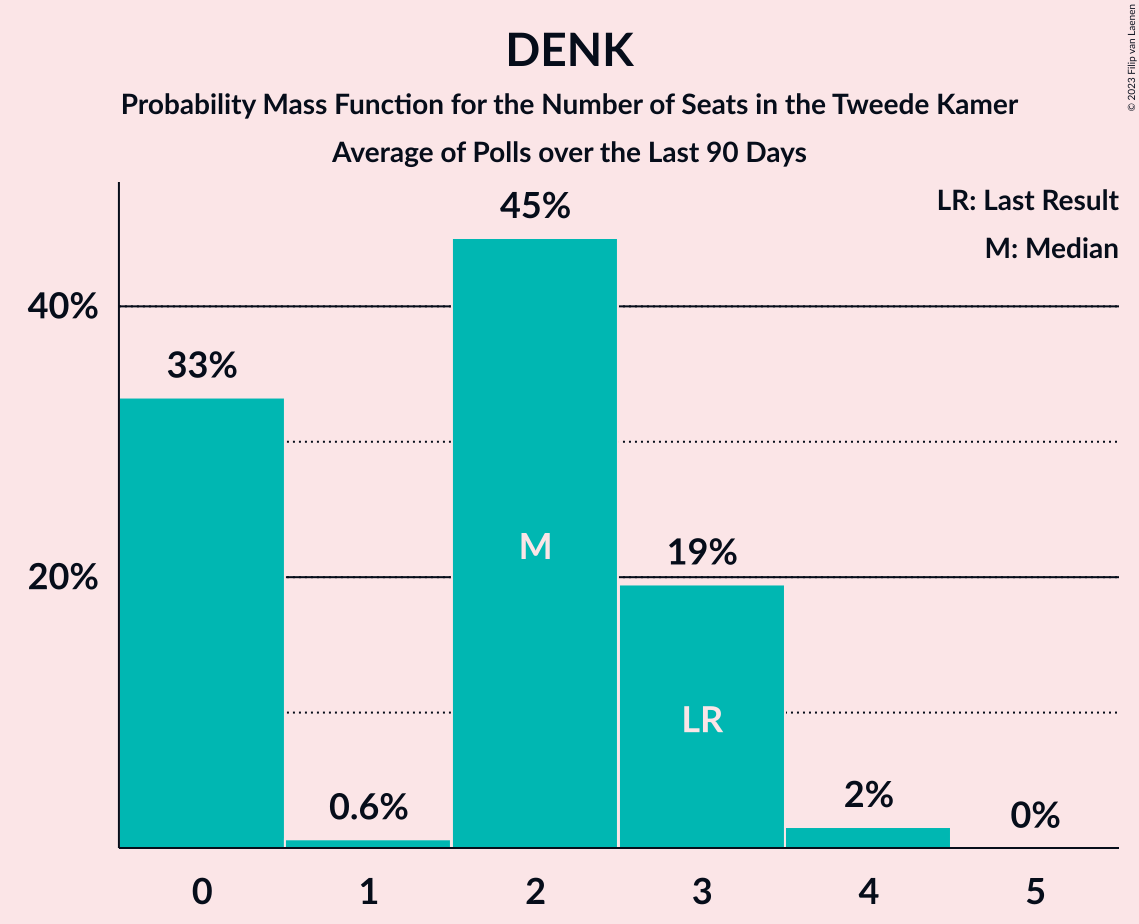 DENK
Probability Mass Function for the Number of Seats in the Tweede Kamer
Average of Polls over the Last 90 Days
© 2023 Filip van Laenen
LR: Last Result
M: Median
45%
40%
33%
M
19%
20%
LR
2%
0.6%
0%
0 1 2 3 4 5